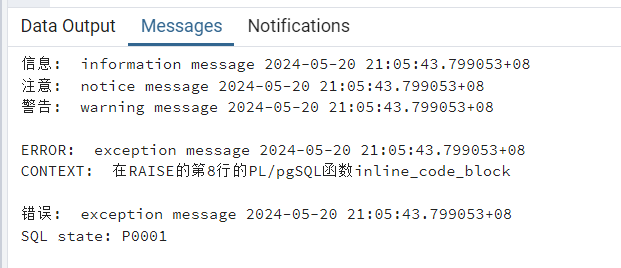 Data Output Messages Notifications
信息:  information message 2024-05-20 21:05:43.799053+08
注意:  notice message 2024-05-20 21:05:43.799053+08
警告:  warning message 2024-05-20 21:05:43.799053+08
ERROR:  exception message 2024-05-20 21:05:43.799053+08
CONTEXT:  在RAISE的第8行的PL/pgSQL函数inline_code_block
错误:  exception message 2024-05-20 21:05:43.799053+08
SQL state: P0001